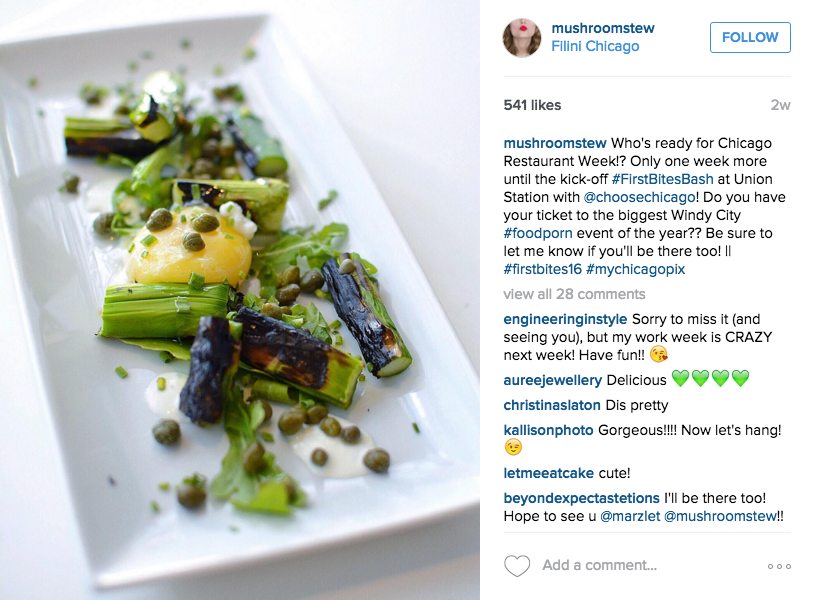 mushroomstew
Filini Chicago
FOLLOW
541 likes
2w
mushroomstew Who's ready for Chicago
Restaurant Week!? Only one week more
until the kick-off #FirstBitesBash at Union
Station with @choosechicago! Do you have
your ticket to the biggest Windy City
#foodporn event of the year?? Be sure to
let me know if you'll be there too! ||
#firstbites16 #mychicagopix
view all 28 comments
engineeringinstyle Sorry to miss it (and
seeing you), but my work week is CRAZY
next week! Have fun!! 😘
aureejewellery Delicious 💚💚💚💚
christinaslaton Dis pretty
kallisonphoto Gorgeous!!!! Now let's hang!
😉
letmeeatcake cute!
beyondexpectastetions I'll be there too!
Hope to see u @marzlet @mushroomstew!!
Add a comment...